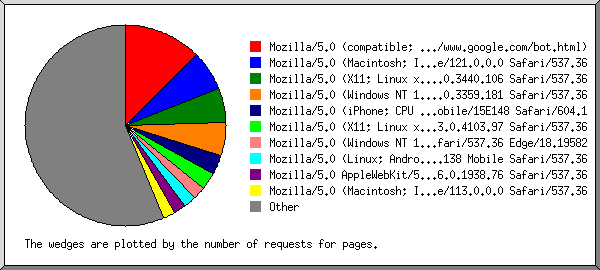 Mozilla/5.0 (compatible; .../www.google.com/bot.html)
Mozilla/5.0 (Macintosh; I...e/121.0.0.0 Safari/537.36
Mozilla/5.0 (X11; Linux x....0.3440.106 Safari/537.36
Mozilla/5.0 (Windows NT 1....0.3359.181 Safari/537.36
Mozilla/5.0 (iPhone; CPU ...obile/15E148 Safari/604.1
Mozilla/5.0 (X11; Linux x...3.0.4103.97 Safari/537.36
Mozilla/5.0 (Windows NT 1...fari/537.36 Edge/18.19582
Mozilla/5.0 (Linux; Andro....138 Mobile Safari/537.36
Mozilla/5.0 AppleWebKit/5...6.0.1938.76 Safari/537.36
Mozilla/5.0 (Macintosh; I...e/113.0.0.0 Safari/537.36
Other
The wedges are plotted by the number of requests for pages.